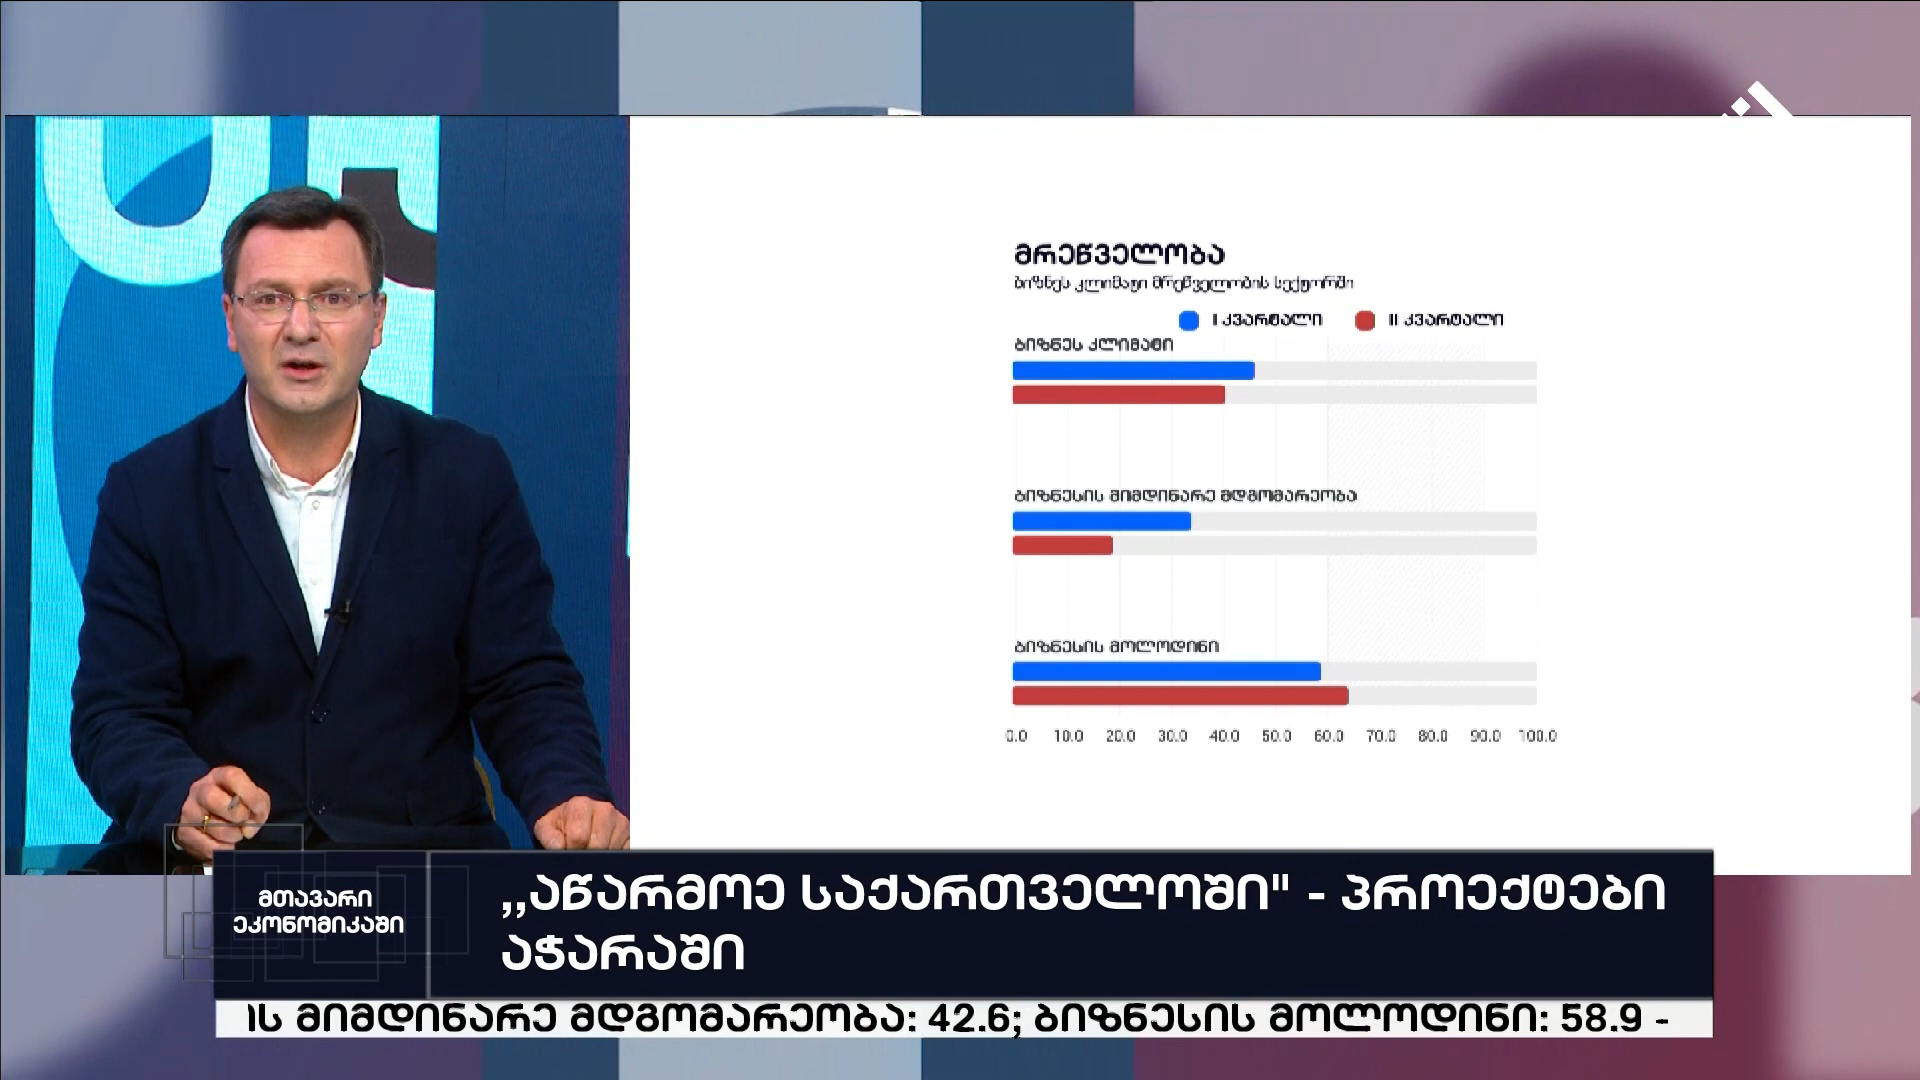 მრეწველობა
ბიზნეს კლიმატი მრეწველობის სექტორში
I კვარტალი II კვარტალი
ბიზნეს კლიმატი
ბიზნესის მიმდინარე მდგომარეობა
ბიზნესის მოლოდინი
0.0 10.0 20.0 30.0 40.0 50.0 60.0 70.0 80.0 90.0 100.0
მთავარი
ეკონომიკაში
,,აწარმოე საქართველოში" - პროექტები
აჭარაში
ის მიმდინარე მდგომარეობა: 42.6; ბიზნესის მოლოდინი: 58.9 -